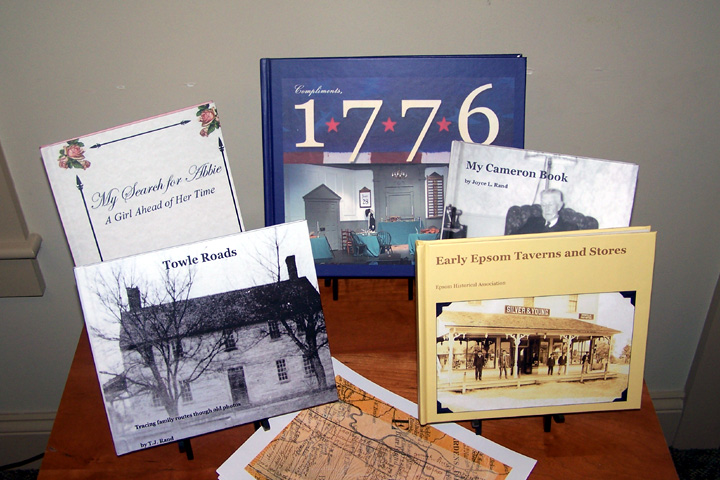 Compliments,
1776
My Search for Abbie
A Girl Ahead of Her Time
My Cameron Book
by Joyce L. Rand
Towle Roads
Tracing family routes though old photos
by T.J. Rand
Early Epsom Taverns and Stores
Epsom Historical Association
SILVER & YOUNG